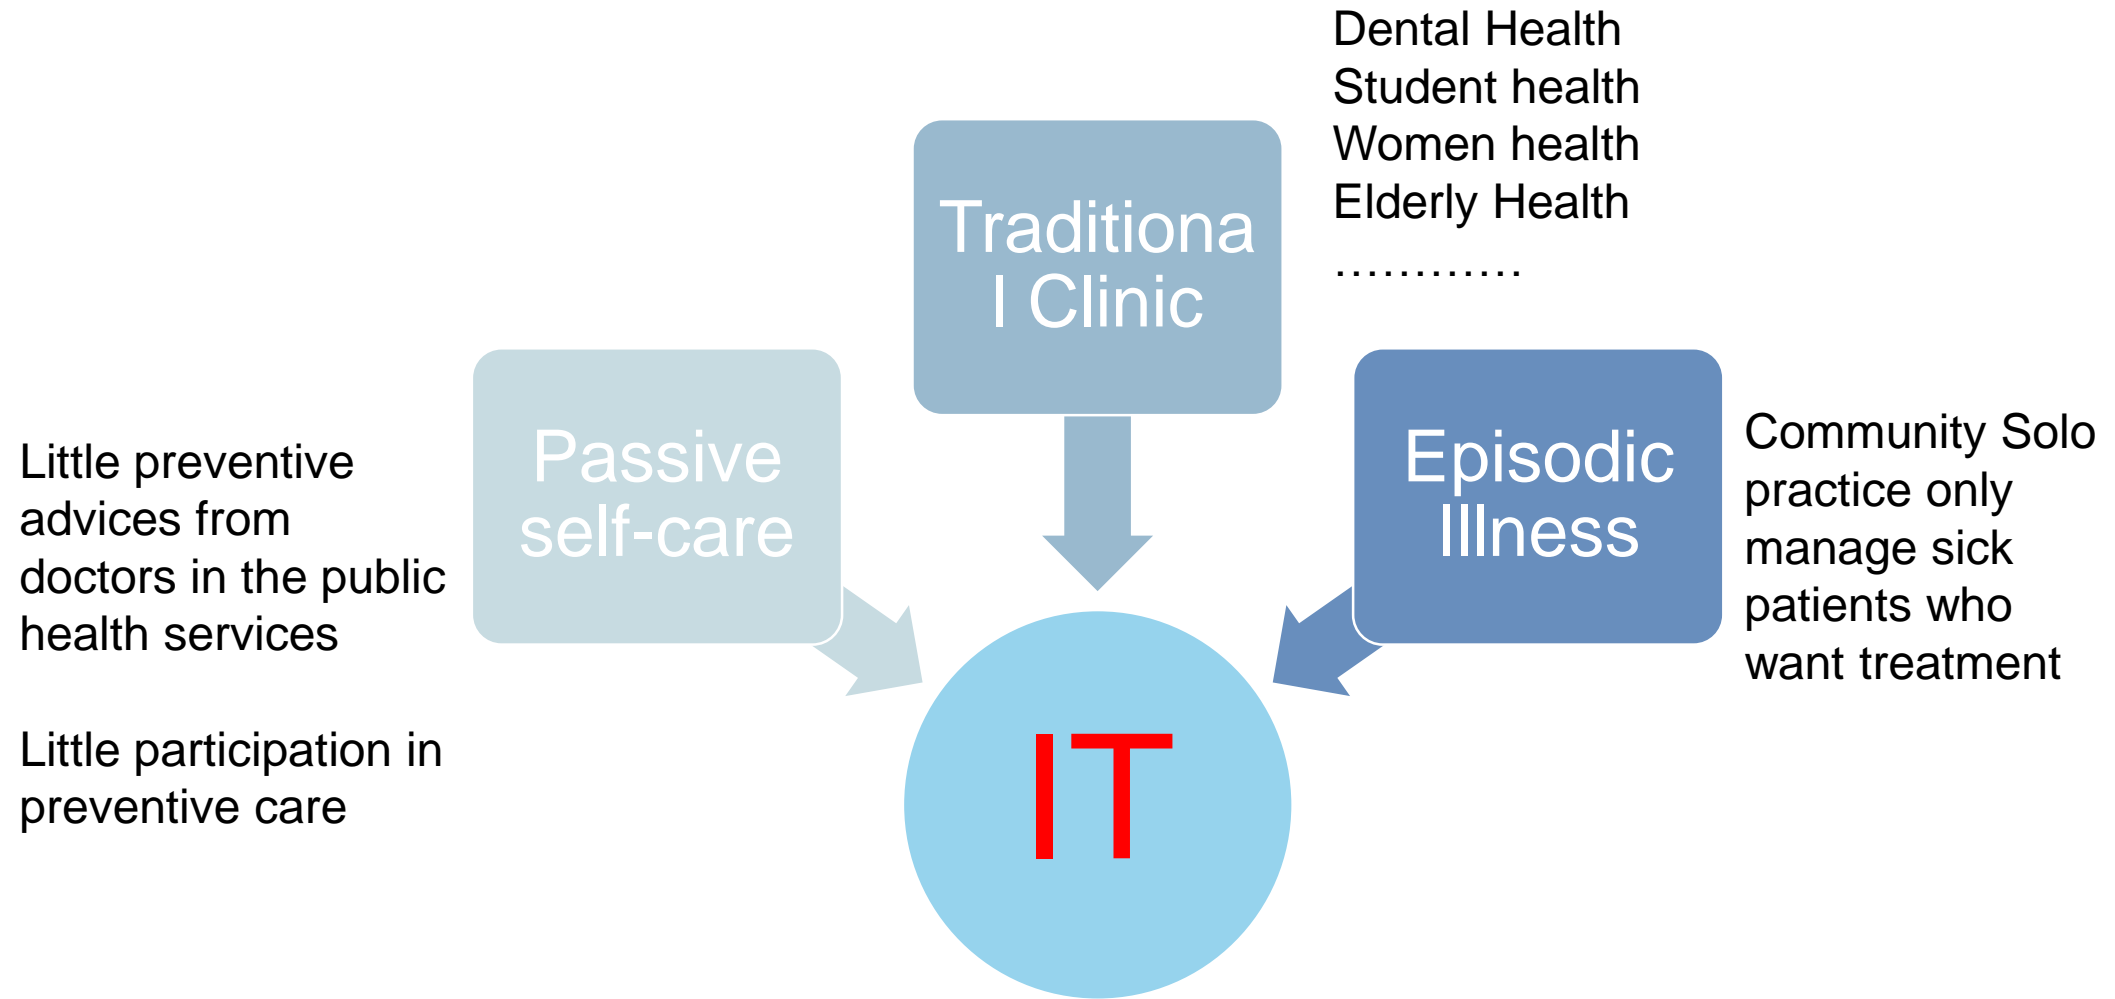 Dental Health
Student health
Women health
Elderly Health
…………
Traditiona
l Clinic
Passive
self-care
Episodic
Illness
Little preventive
advices from
doctors in the public
health services
Little participation in
preventive care
Community Solo
practice only
manage sick
patients who
want treatment
IT